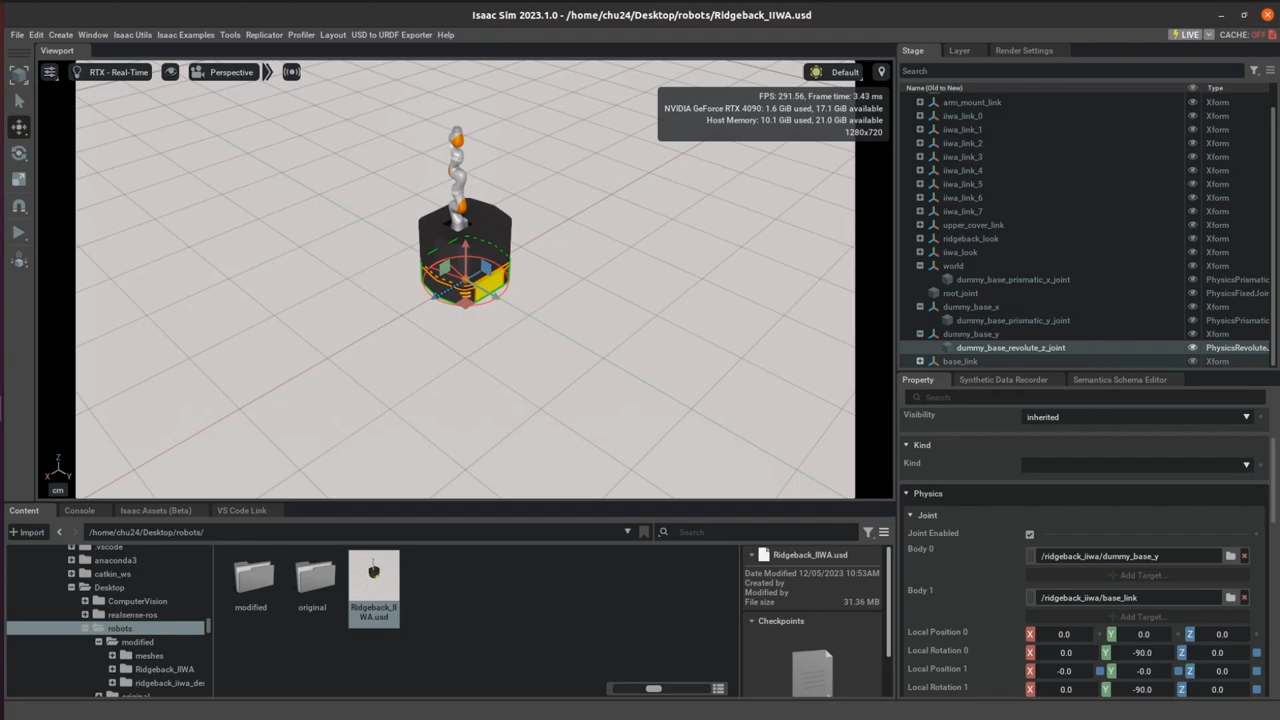 Isaac Sim 2023.1.0 - /home/chu24/Desktop/robots/Ridgeback_IIWA.usd
File Edit Create Window Isaac Utils Isaac Examples Tools Replicator Profiler Layout USD to URDF Exporter Help
LIVE CACHE: OFF
Viewport
RTX - Real-Time Perspective Default
FPS: 291.56, Frame time: 3.43 ms
NVIDIA GeForce RTX 4090: 1.6 GiB used, 17.1 GiB available
Host Memory: 10.1 GiB used, 21.0 GiB available
1280x720
Z
X Y
cm
Stage Layer Render Settings
Search
Name (Old to New) Type
arm_mount_link Xform
iiwa_link_0 Xform
iiwa_link_1 Xform
iiwa_link_2 Xform
iiwa_link_3 Xform
iiwa_link_4 Xform
iiwa_link_5 Xform
iiwa_link_6 Xform
iiwa_link_7 Xform
upper_cover_link Xform
ridgeback_look Xform
iiwa_look Xform
world Xform
dummy_base_prismatic_x_joint PhysicsPrismatic
root_joint PhysicsFixedJoin
dummy_base_x Xform
dummy_base_prismatic_y_joint PhysicsPrismatic
dummy_base_y Xform
dummy_base_revolute_z_joint PhysicsRevolute
base_link Xform
Property Synthetic Data Recorder Semantics Schema Editor
Search
Visibility inherited
Kind
Kind
Physics
Joint
Joint Enabled
Body 0 /ridgeback_iiwa/dummy_base_y
Add Target...
Body 1 /ridgeback_iiwa/base_link
Add Target...
Local Position 0 X 0.0 Y 0.0 Z 0.0
Local Rotation 0 X 0.0 Y -90.0 Z 0.0
Local Position 1 X -0.0 Y -0.0 Z 0.0
Local Rotation 1 X 0.0 Y -90.0 Z 0.0
Content Console Isaac Assets (Beta) VS Code Link
Import /home/chu24/Desktop/robots/ Search
.vscode
anaconda3
catkin_ws
Desktop
ComputerVision
realsense-ros
robots
modified
meshes
Ridgeback_IIWA
ridgeback_iiwa_des
original
modified
original
Ridgeback_II
WA.usd
Ridgeback_IIWA.usd
Date Modified 12/05/2023 10:53AM
Created by
Modified by
File size 31.36 MB
Checkpoints